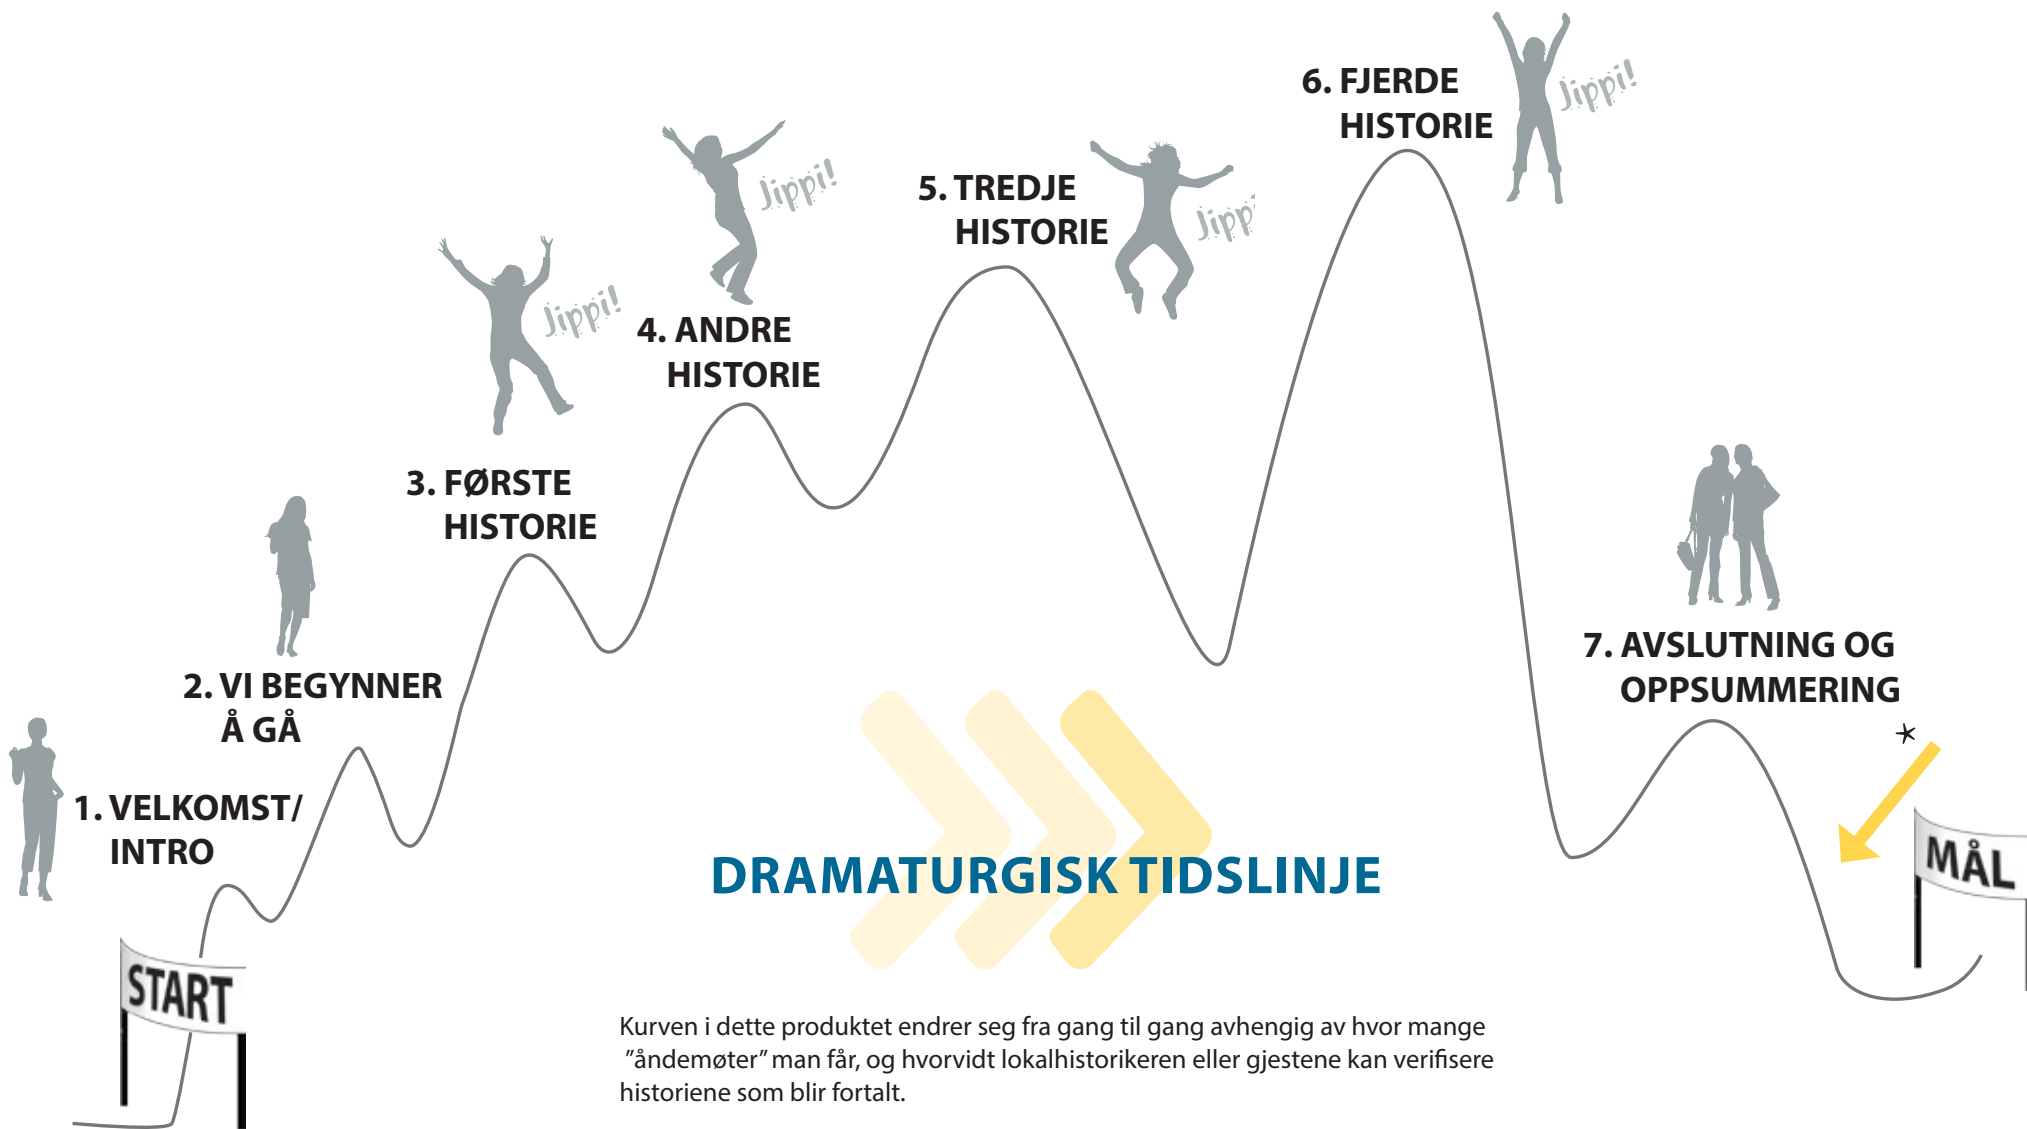 6. FJERDE
HISTORIE
Jippi!
Jippi!
5. TREDJE
HISTORIE
Jippi
Jippi!
4. ANDRE
HISTORIE
3. FØRSTE
HISTORIE
7. AVSLUTNING OG
OPPSUMMERING
*
2. VI BEGYNNER
Å GÅ
1. VELKOMST/
INTRO
MÅL
DRAMATURGISK TIDSLINJE
START
Kurven i dette produktet endrer seg fra gang til gang avhengig av hvor mange
”åndemøter” man får, og hvorvidt lokalhistorikeren eller gjestene kan verifisere
historiene som blir fortalt.